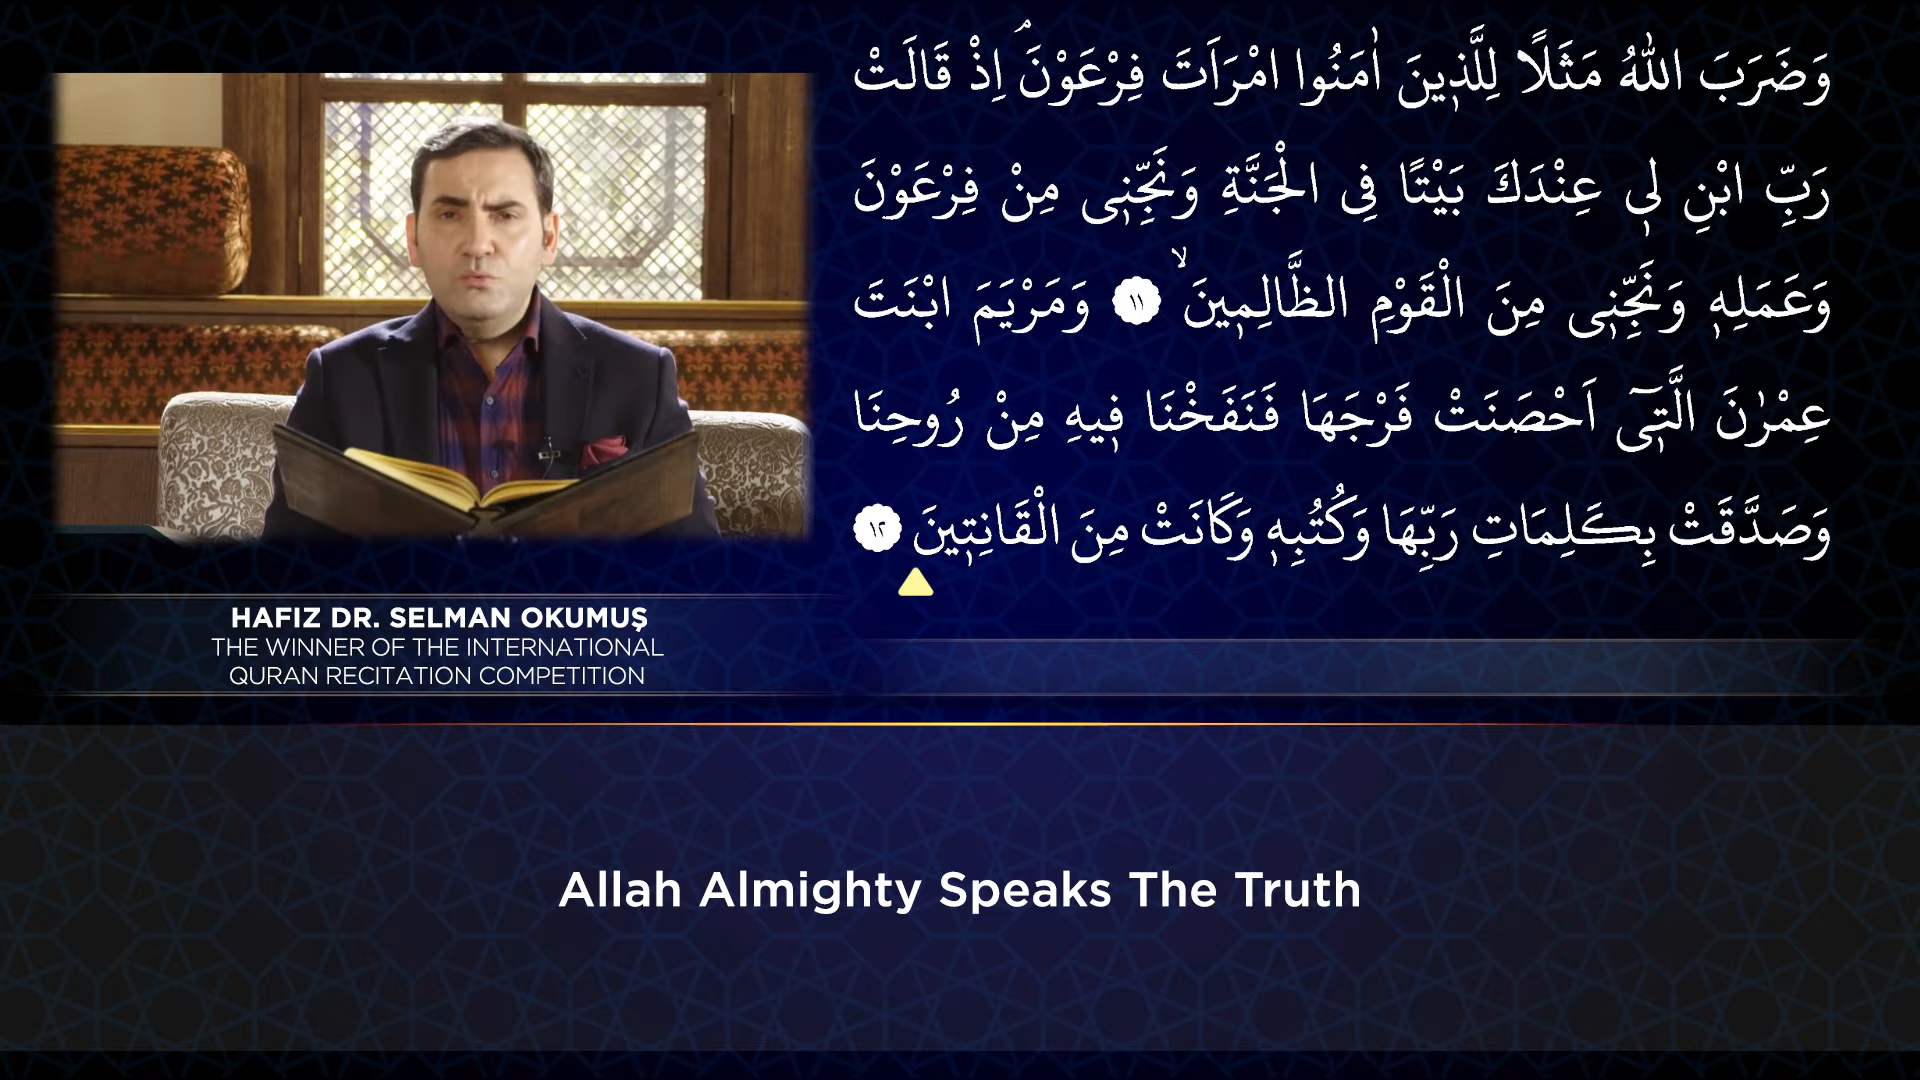 وَضَرَبَ اللّٰهُ مَثَلًا لِلَّذ۪ينَ اٰمَنُوا امْرَاَتَ فِرْعَوْنَۢ اِذْ قَالَتْ
رَبِّ ابْنِ ل۪ي عِنْدَكَ بَيْتًا فِى الْجَنَّةِ وَنَجِّن۪ى مِنْ فِرْعَوْنَ
وَعَمَلِه۪ وَنَجِّن۪ى مِنَ الْقَوْمِ الظَّالِم۪ينَۙ ١١ وَمَرْيَمَ ابْنَتَ
عِمْرٰنَ الَّت۪ٓى اَحْصَنَتْ فَرْجَهَا فَنَفَخْنَا ف۪يهِ مِنْ رُوحِنَا
وَصَدَّقَتْ بِكَلِمَاتِ رَبِّهَا وَكُتُبِه۪ وَكَانَتْ مِنَ الْقَانِت۪ينَ ١٢
HAFIZ DR. SELMAN OKUMUŞ
THE WINNER OF THE INTERNATIONAL
QURAN RECITATION COMPETITION
Allah Almighty Speaks The Truth